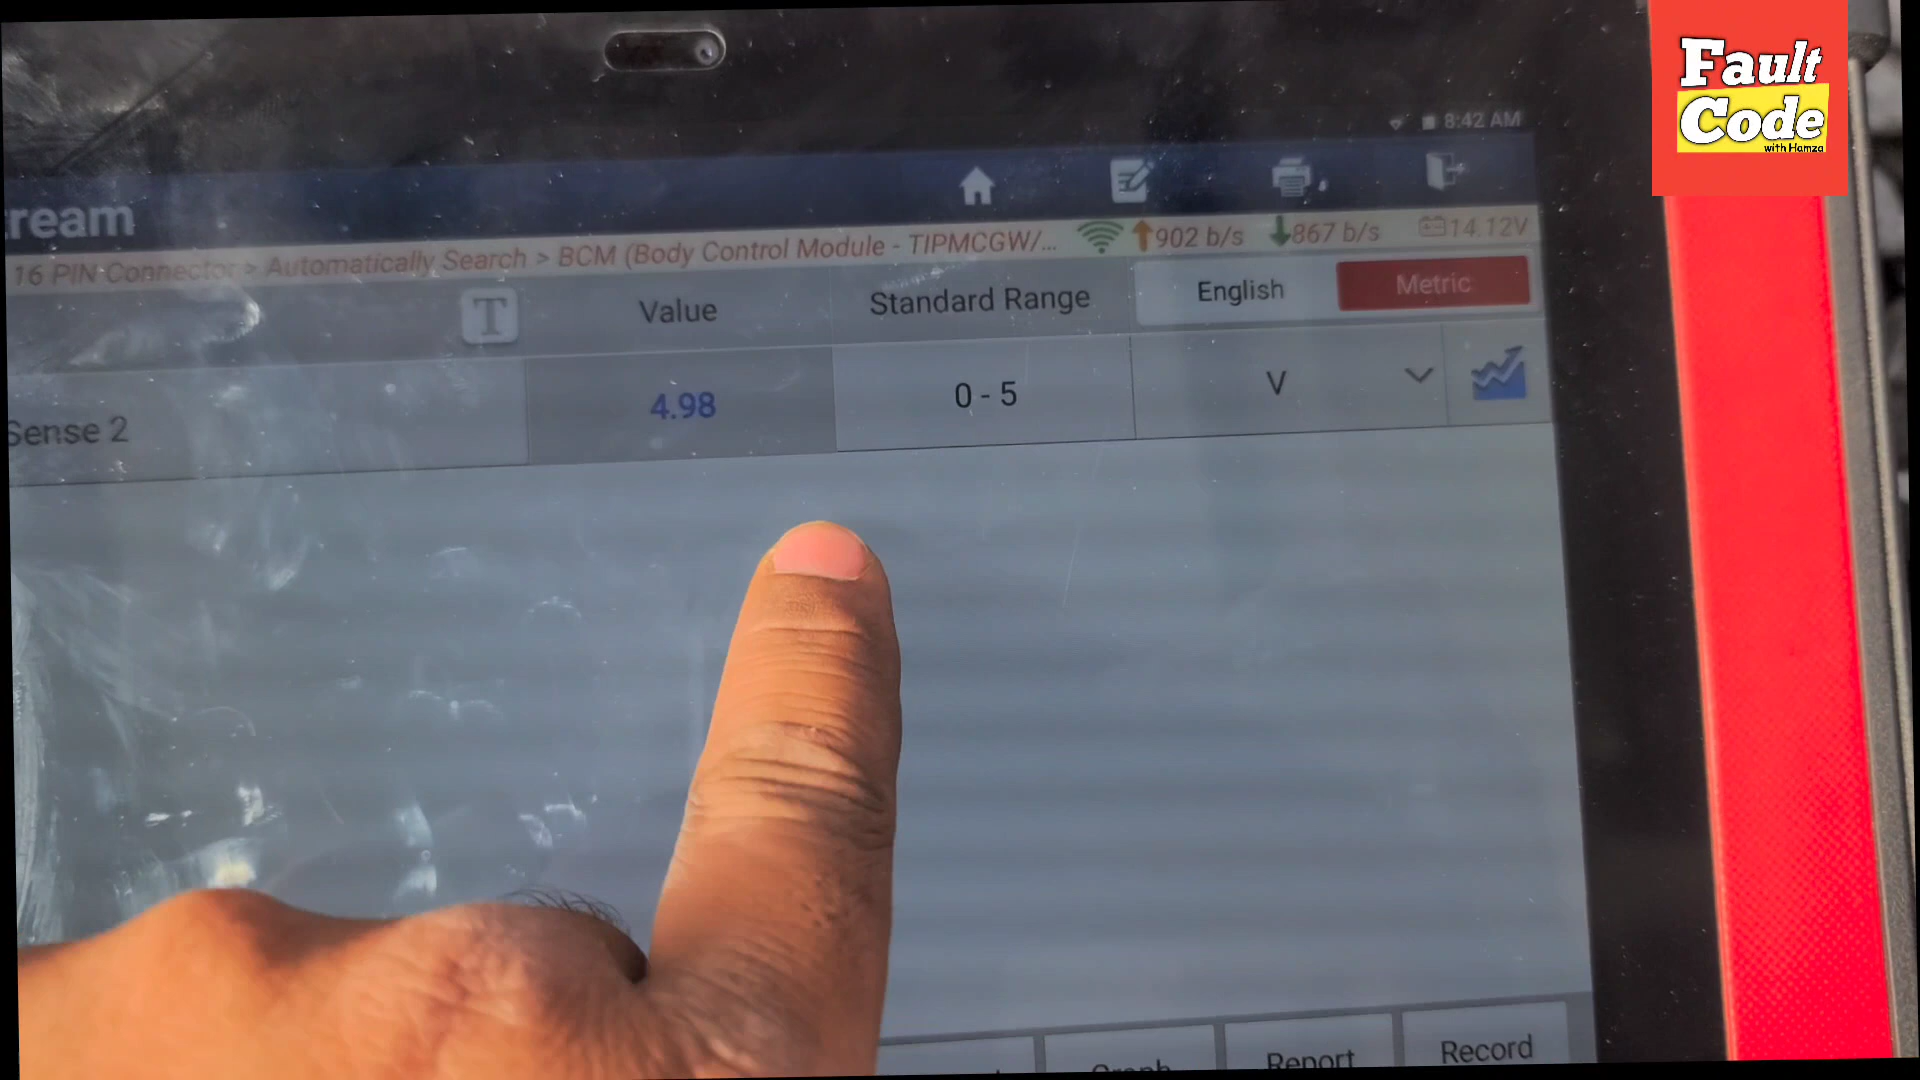 Fault
Code
with Hamza
8:42 AM
ream
16 PIN Connector > Automatically Search > BCM (Body Control Module - TIPMCGW/... 902 b/s 867 b/s 14.12V
T Value Standard Range English Metric
Sense 2 4.98 0 - 5 V
Graph Report Record